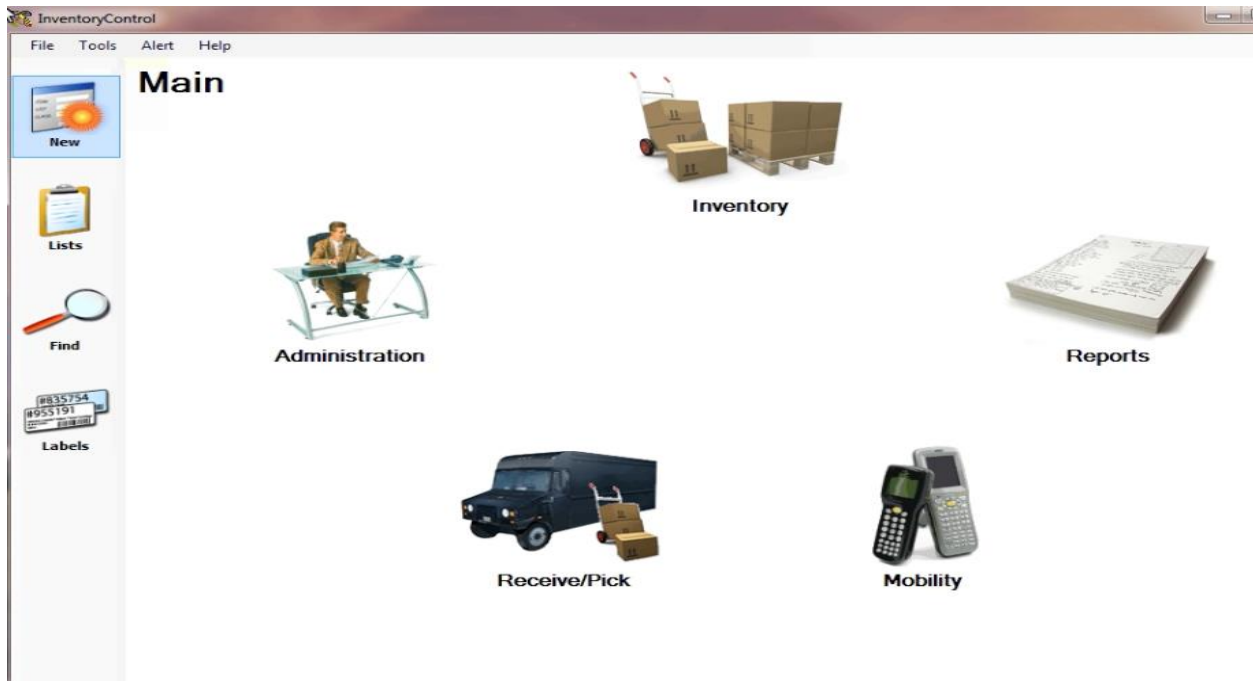 InventoryControl
File Tools Alert Help
Main
New
Lists
Find
#835754
#955191
Labels
Inventory
Administration
Reports
Receive/Pick
Mobility